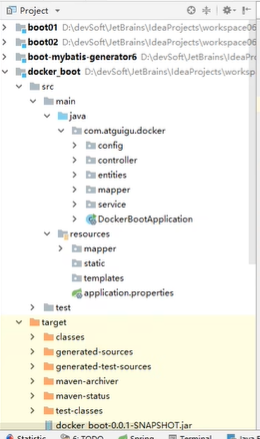 Project
boot01 D:\devSoft\JetBrains\IdeaProjects\workspace06
boot02 D:\devSoft\JetBrains\IdeaProjects\workspace06
boot-mybatis-generator6 D:\devSoft\JetBrains
docker_boot D:\devSoft\JetBrains\IdeaProjects\worksp
src
main
java
com.atguigu.docker
config
controller
entities
mapper
service
DockerBootApplication
resources
mapper
static
templates
application.properties
test
target
classes
generated-sources
generated-test-sources
maven-archiver
maven-status
test-classes
docker_boot-0.0.1-SNAPSHOT.jar
Statistic 6: TODO Spring Terminal